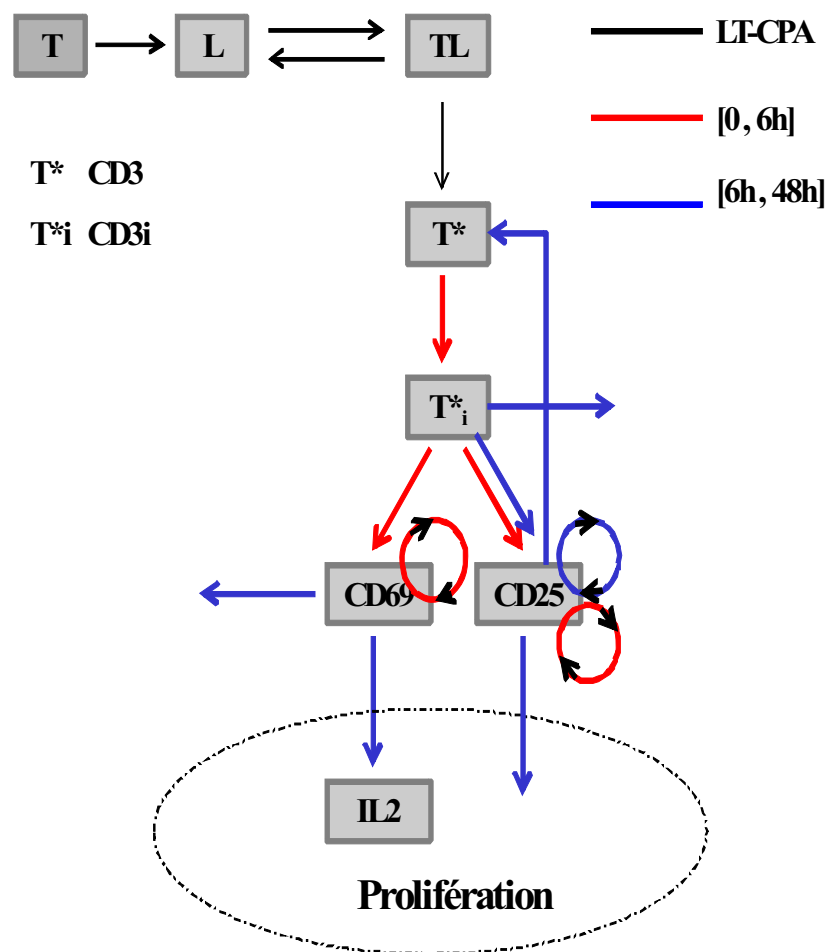 T L TL LT-CPA
[0, 6h]
[6h, 48h]
T* CD3
T*i CD3i
T*
T*i
CD69 CD25
IL2
Prolifération